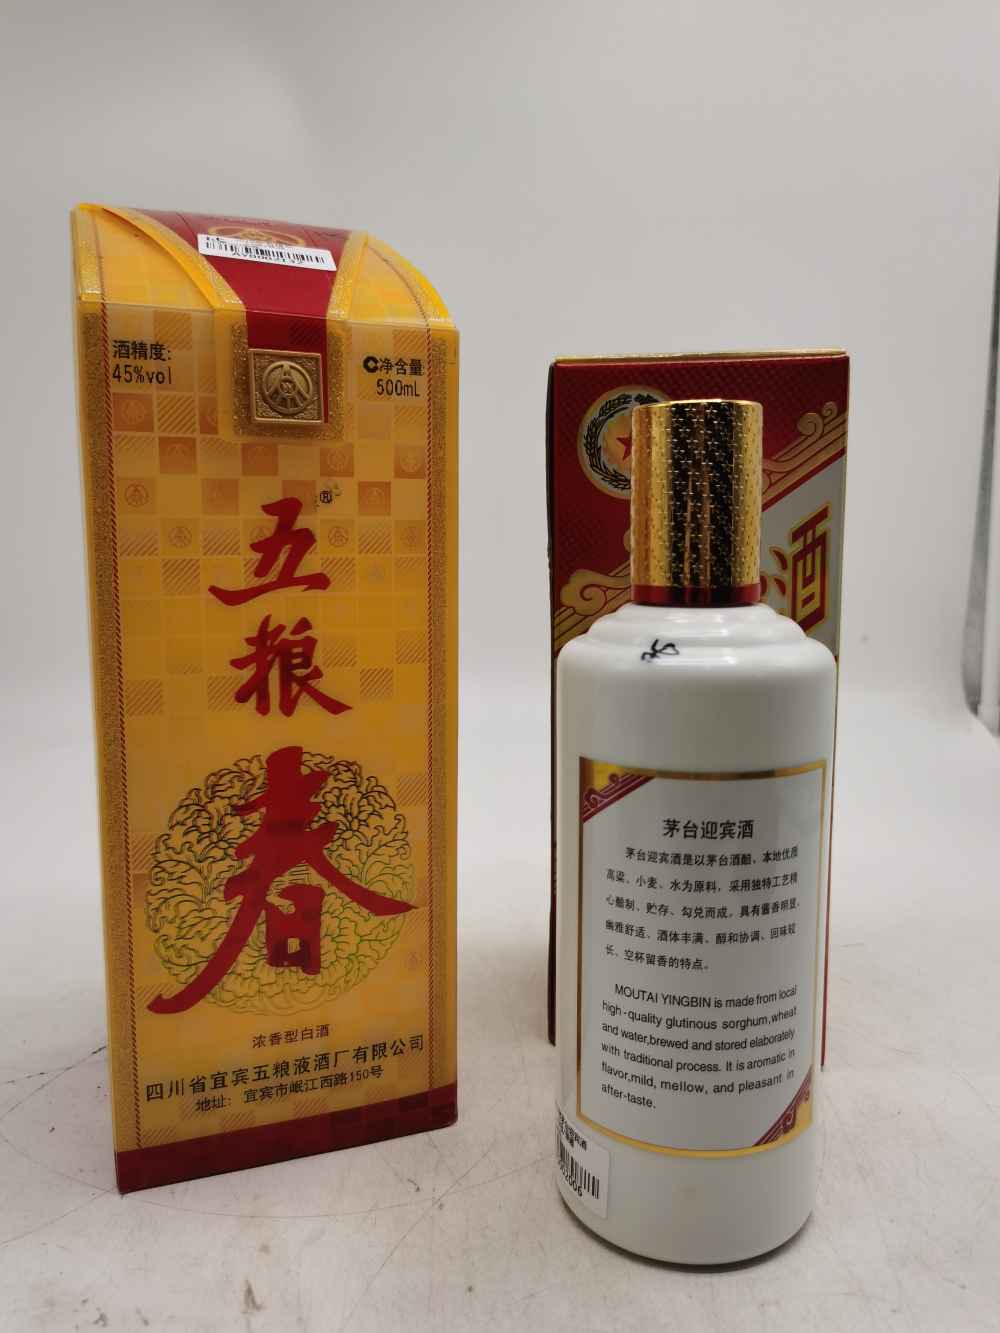 酒精度:
45%vol
净含量
500mL
五
粮
春
®
浓香型白酒
四川省宜宾五粮液酒厂有限公司
地址: 宜宾市岷江西路150号
酒
茅台迎宾酒
茅台迎宾酒是以茅台酒醅、本地优质
高粱、小麦、水为原料，采用独特工艺精
心酿制、贮存、勾兑而成。具有酱香明显、
幽雅舒适、酒体丰满、醇和协调、回味较
长、空杯留香的特点。
MOUTAI YINGBIN is made from local
high-quality glutinous sorghum,wheat
and water,brewed and stored elaborately
with traditional process. It is aromatic in
flavor,mild, mellow, and pleasant in
after-taste.